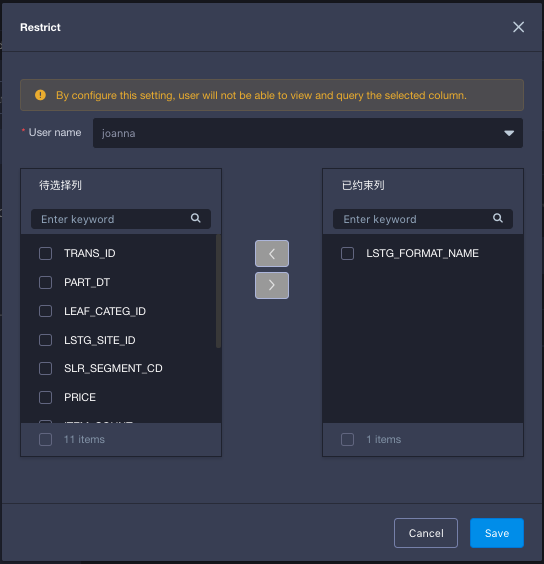 Restrict
By configure this setting, user will not be able to view and query the selected column.
* User name
joanna
待选择列
Enter keyword
TRANS_ID
PART_DT
LEAF_CATEG_ID
LSTG_SITE_ID
SLR_SEGMENT_CD
PRICE
11 items
已约束列
Enter keyword
LSTG_FORMAT_NAME
1 items
Cancel
Save